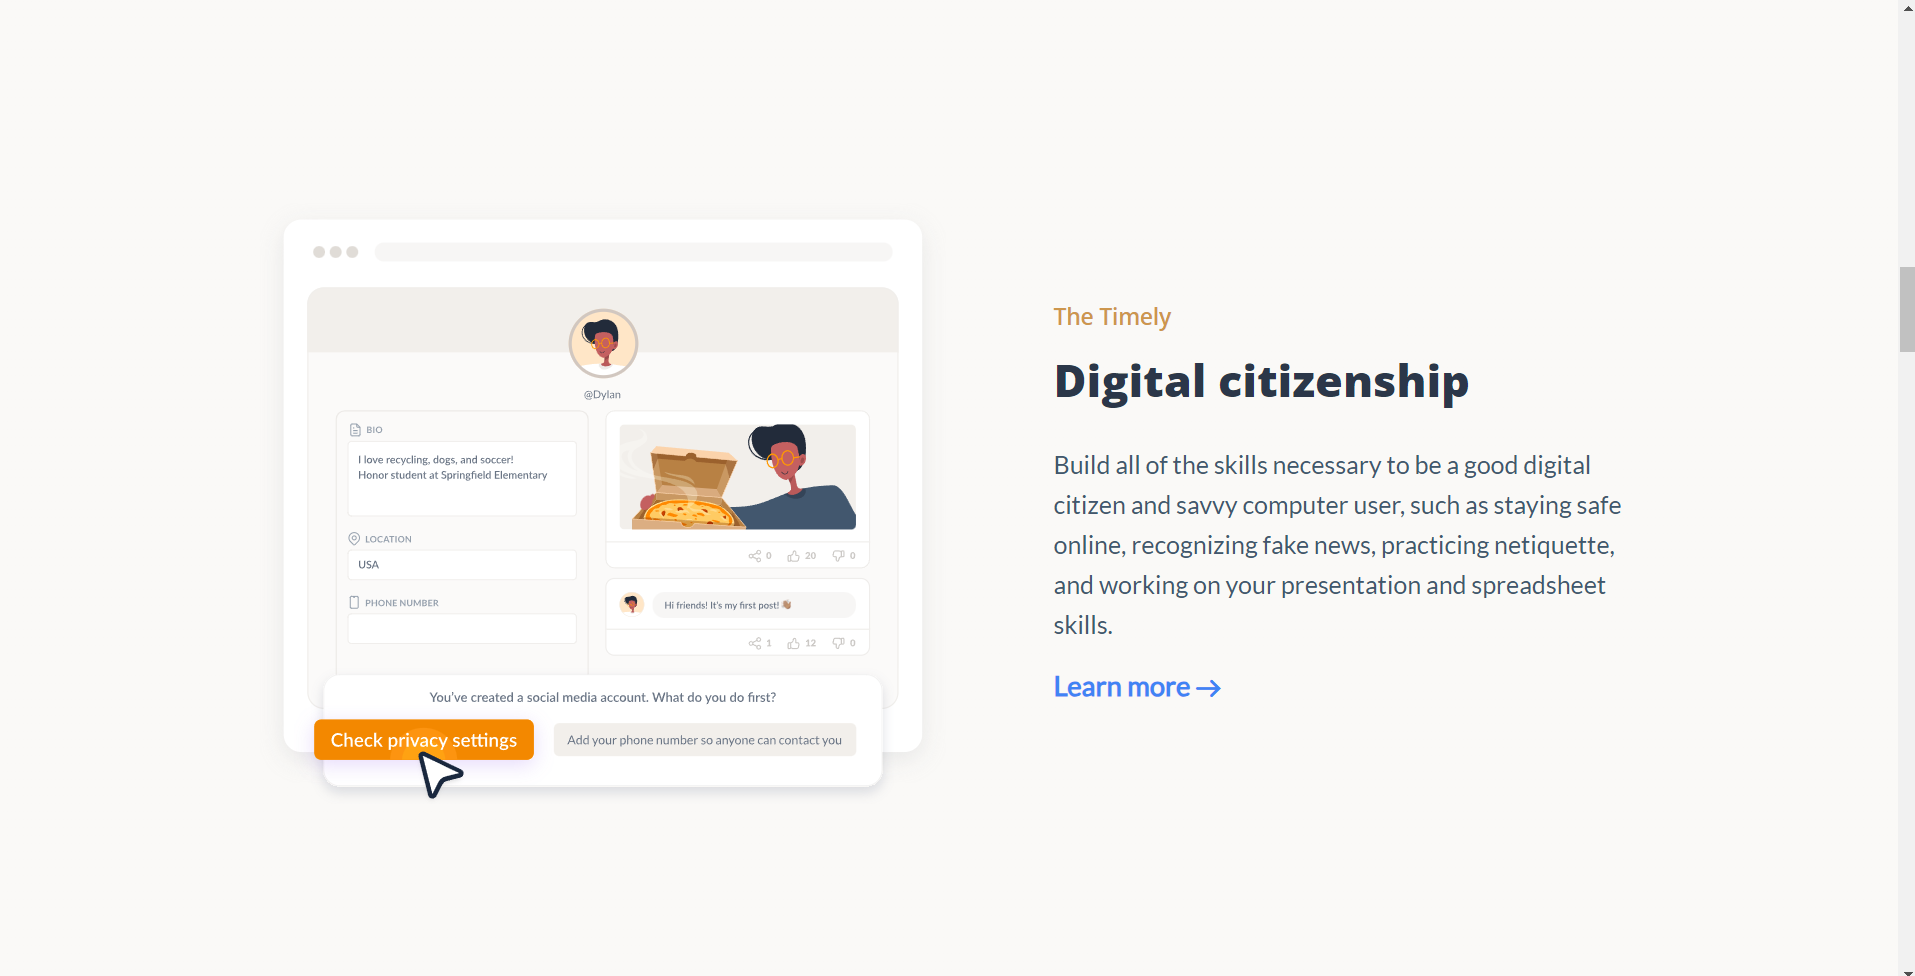 @Dylan
BIO
I love recycling, dogs, and soccer!
Honor student at Springfield Elementary
LOCATION
USA
PHONE NUMBER
0 20 0
Hi friends! It's my first post! 👋🏽
1 12 0
You've created a social media account. What do you do first?
Check privacy settings
Add your phone number so anyone can contact you
The Timely
Digital citizenship
Build all of the skills necessary to be a good digital
citizen and savvy computer user, such as staying safe
online, recognizing fake news, practicing netiquette,
and working on your presentation and spreadsheet
skills.
Learn more →